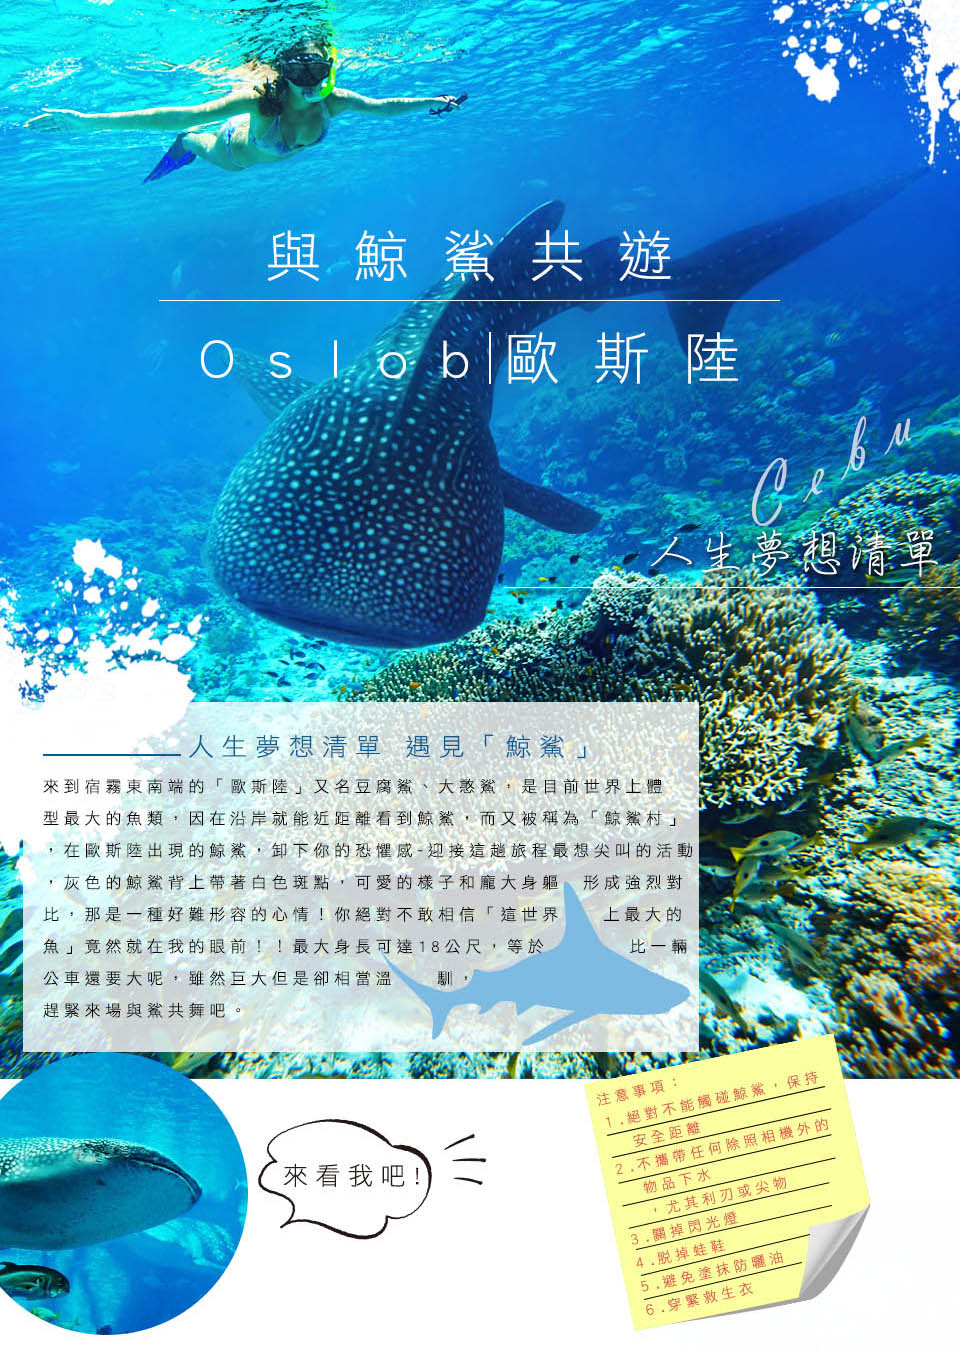 與鯨鯊共遊
Oslob|歐斯陸
Cebu
人生夢想清單
人生夢想清單 遇見「鯨鯊」
來到宿霧東南端的「歐斯陸」又名豆腐鯊、大憨鯊，是目前世界上體
型最大的魚類，因在沿岸就能近距離看到鯨鯊，而又被稱為「鯨鯊村」
，在歐斯陸出現的鯨鯊，卸下你的恐懼感-迎接這趟旅程最想尖叫的活動
，灰色的鯨鯊背上帶著白色斑點，可愛的樣子和龐大身軀 形成強烈對
比，那是一種好難形容的心情！你絕對不敢相信「這世界 上最大的
魚」竟然就在我的眼前！！最大身長可達18公尺，等於 比一輛
公車還要大呢，雖然巨大但是卻相當溫 馴，
趕緊來場與鯊共舞吧。
來看我吧!
注意事項：
1.絕對不能觸碰鯨鯊，保持
安全距離
2.不攜帶任何除照相機外的
物品下水
，尤其利刃或尖物
3.關掉閃光燈
4.脫掉蛙鞋
5.避免塗抹防曬油
6.穿緊救生衣